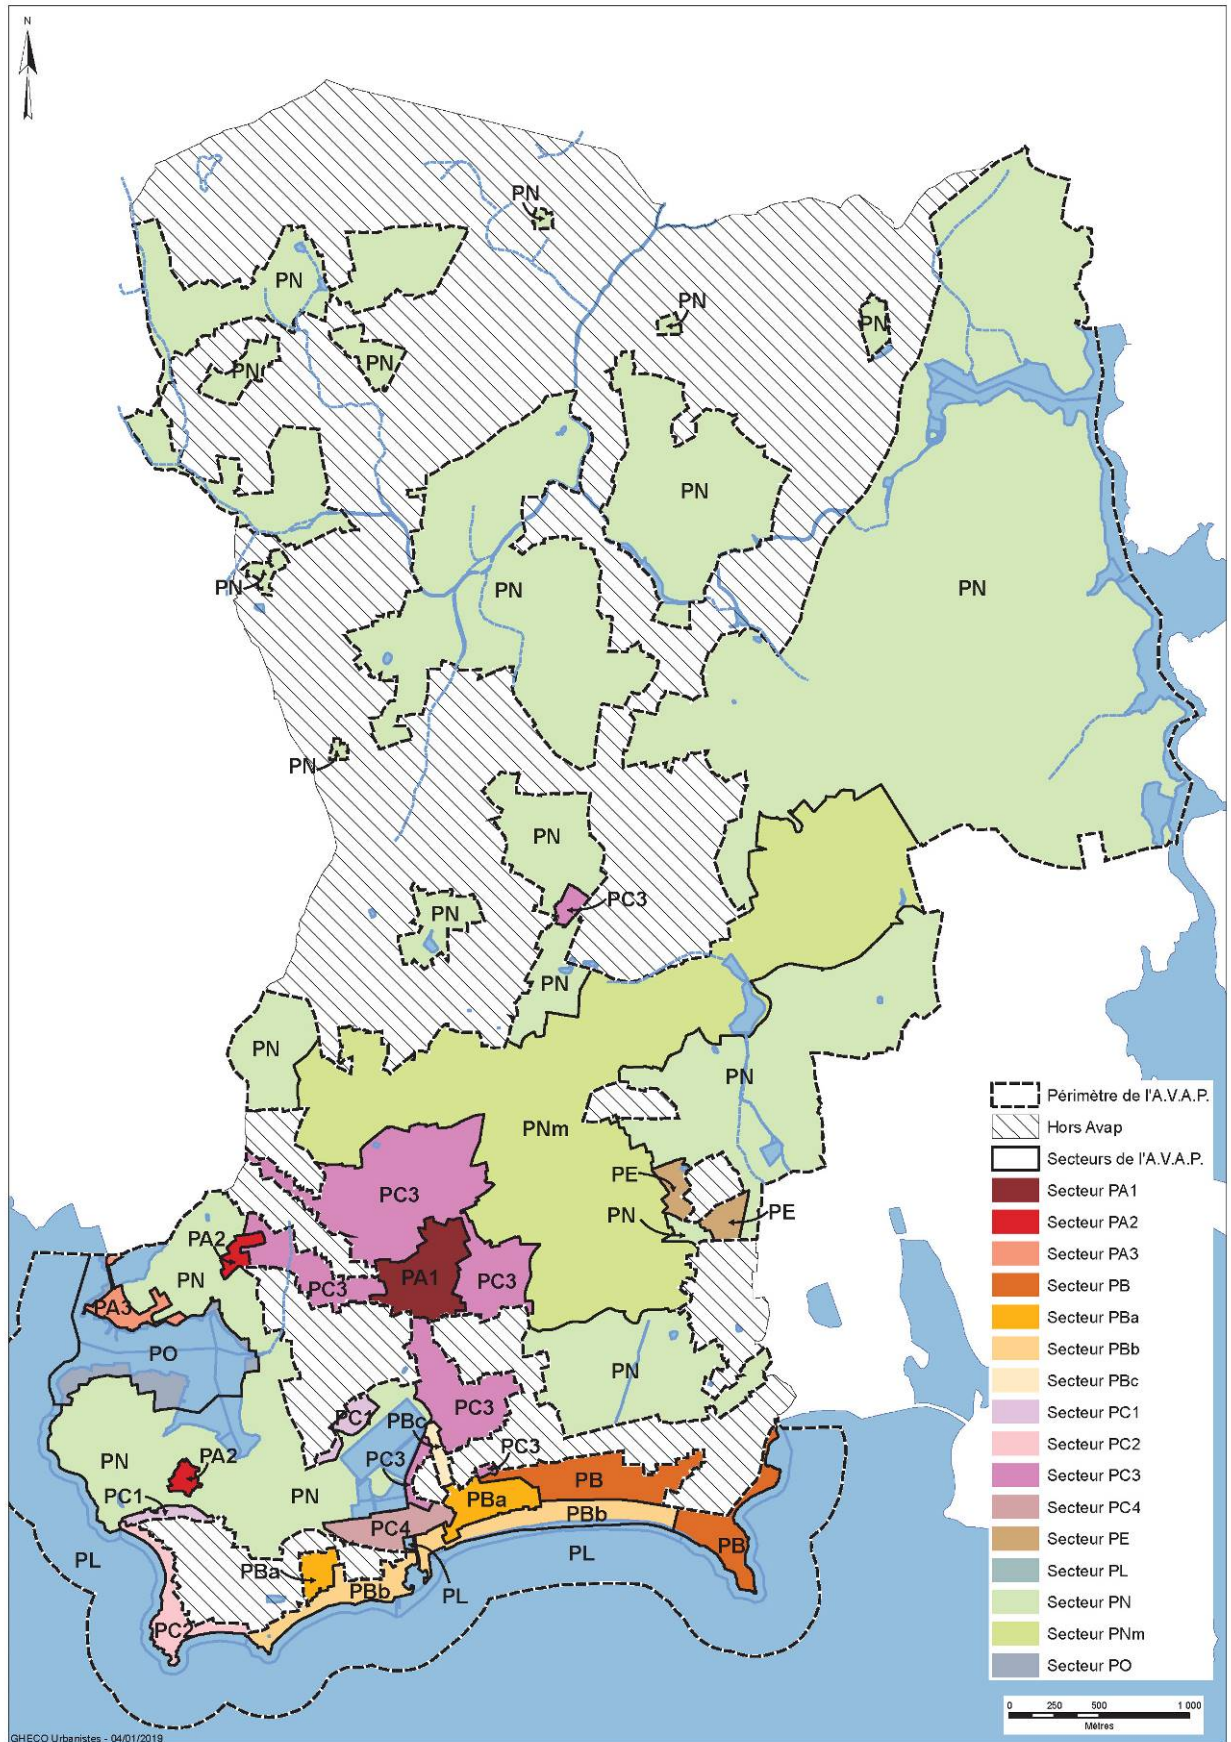 N
PN
PN
PN
PN
PN
PN
PN
PN
PN
PN
PN
PN
PN
PC3
PN
PN
PN
PN
PNm
PE
PC3
PN
PE
PA2
PN
PC3
PA1
PC3
PA3
PO
PN
PC1
PBc
PC3
PC3
PC3
PN
PA2
PN
PB
PC1
PBa
PBb
PC4
PB
PL
PBa
PBb
PL
PL
PC2
Périmètre de l'A.V.A.P.
Hors Avap
Secteurs de l'A.V.A.P.
Secteur PA1
Secteur PA2
Secteur PA3
Secteur PB
Secteur PBa
Secteur PBb
Secteur PBc
Secteur PC1
Secteur PC2
Secteur PC3
Secteur PC4
Secteur PE
Secteur PL
Secteur PN
Secteur PNm
Secteur PO
0 250 500 1 000
Mètres
GHECO Urbanistes - 04/01/2019